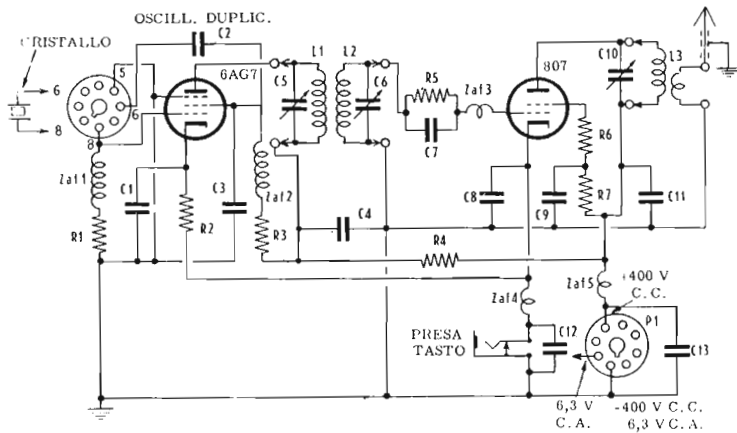 OSCILL. DUPLIC.
CRISTALLO
C2
5
6AG7
L1
L2
807
C10
L3
6
8
6
8
C5
C6
R5
C7
Zaf3
R6
Zaf1
C1
R2
C3
Zaf2
C8
C9
R7
C11
R1
R3
C4
R4
Zaf4
Zaf5
+400 V
C. C.
P1
PRESA
TASTO
C12
C13
6,3 V
C. A.
-400 V C. C.
6,3 V C. A.